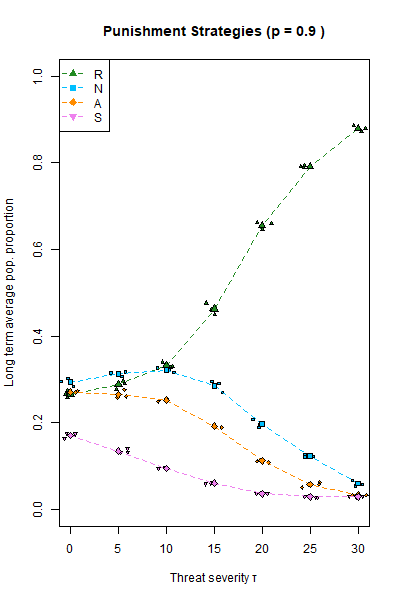 Punishment Strategies (p = 0.9 )
R
N
A
S
Long term average pop. proportion
1.0
0.8
0.6
0.4
0.2
0.0
0 5 10 15 20 25 30
Threat severity τ